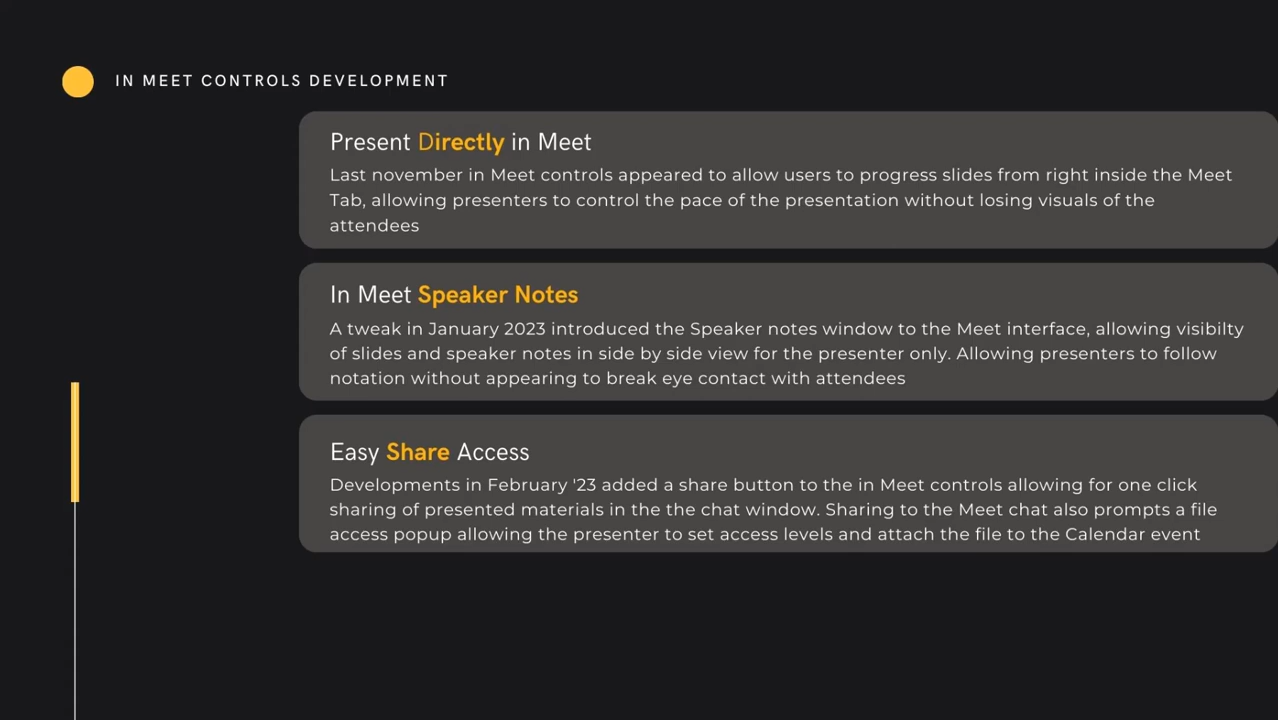 IN MEET CONTROLS DEVELOPMENT
Present Directly in Meet
Last november in Meet controls appeared to allow users to progress slides from right inside the Meet
Tab, allowing presenters to control the pace of the presentation without losing visuals of the
attendees
In Meet Speaker Notes
A tweak in January 2023 introduced the Speaker notes window to the Meet interface, allowing visibilty
of slides and speaker notes in side by side view for the presenter only. Allowing presenters to follow
notation without appearing to break eye contact with attendees
Easy Share Access
Developments in February '23 added a share button to the in Meet controls allowing for one click
sharing of presented materials in the the chat window. Sharing to the Meet chat also prompts a file
access popup allowing the presenter to set access levels and attach the file to the Calendar event